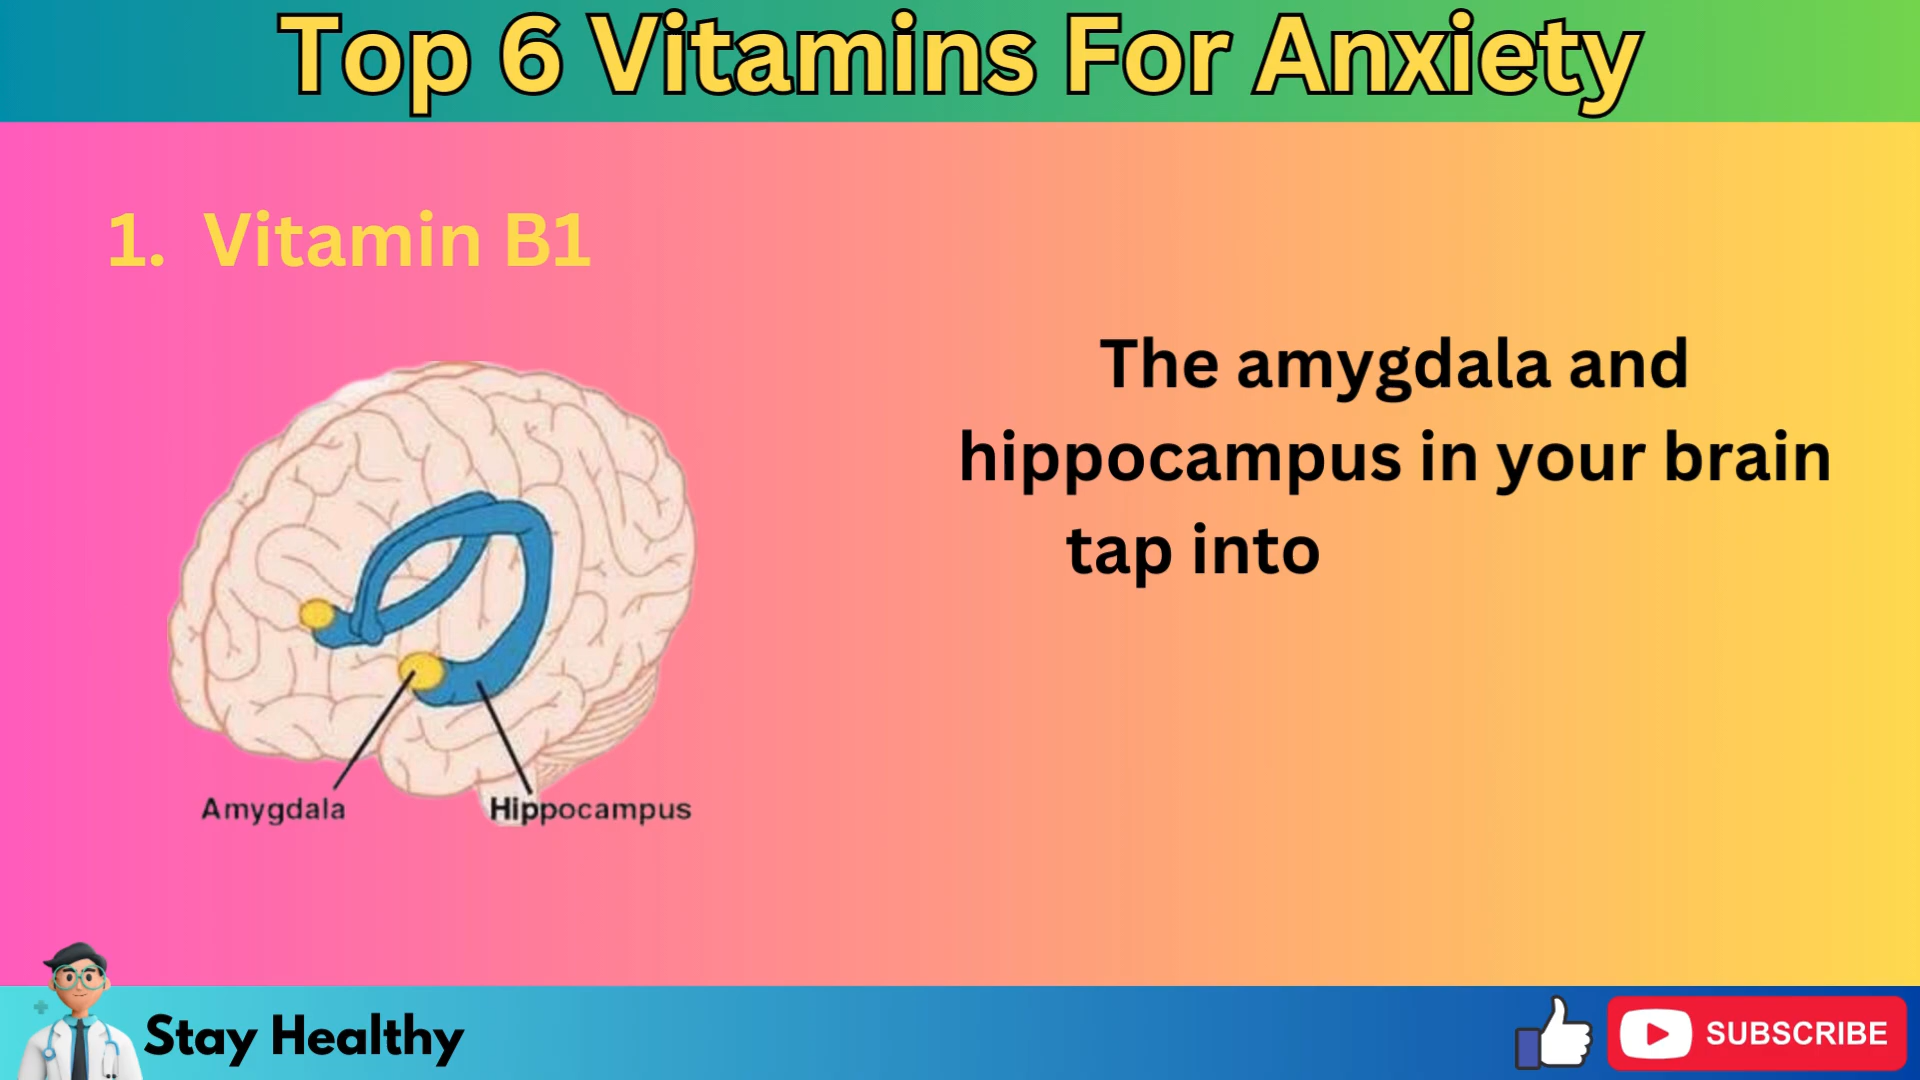 Top 6 Vitamins For Anxiety
1. Vitamin B1
The amygdala and
hippocampus in your brain
tap into
Amygdala
Hippocampus
Stay Healthy
SUBSCRIBE